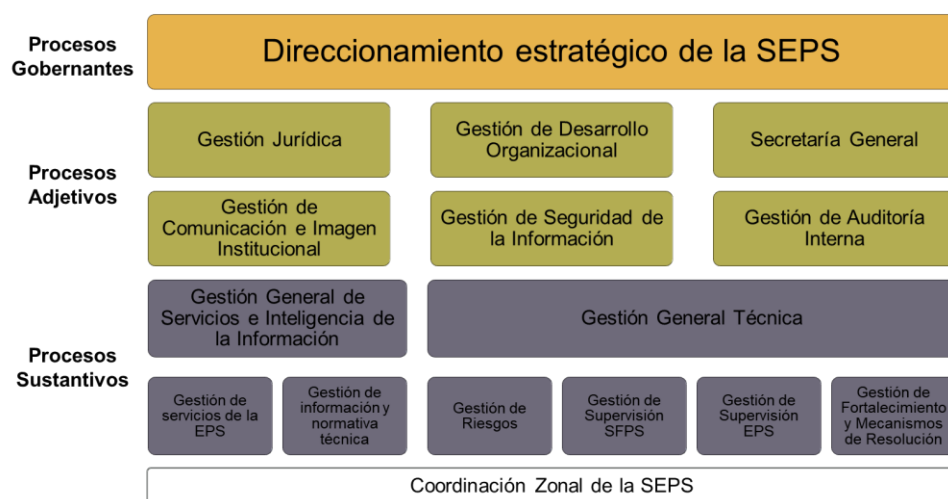 Procesos
Gobernantes
Direccionamiento estratégico de la SEPS
Procesos
Adjetivos
Gestión Jurídica
Gestión de Desarrollo
Organizacional
Secretaría General
Gestión de
Comunicación e Imagen
Institucional
Gestión de Seguridad de
la Información
Gestión de Auditoría
Interna
Procesos
Sustantivos
Gestión General de
Servicios e Inteligencia de
la Información
Gestión General Técnica
Gestión de
servicios de la
EPS
Gestión de
información y
normativa
técnica
Gestión de
Riesgos
Gestión de
Supervisión
SFPS
Gestión de
Supervisión
EPS
Gestión de
Fortalecimiento
y Mecanismos
de Resolución
Coordinación Zonal de la SEPS